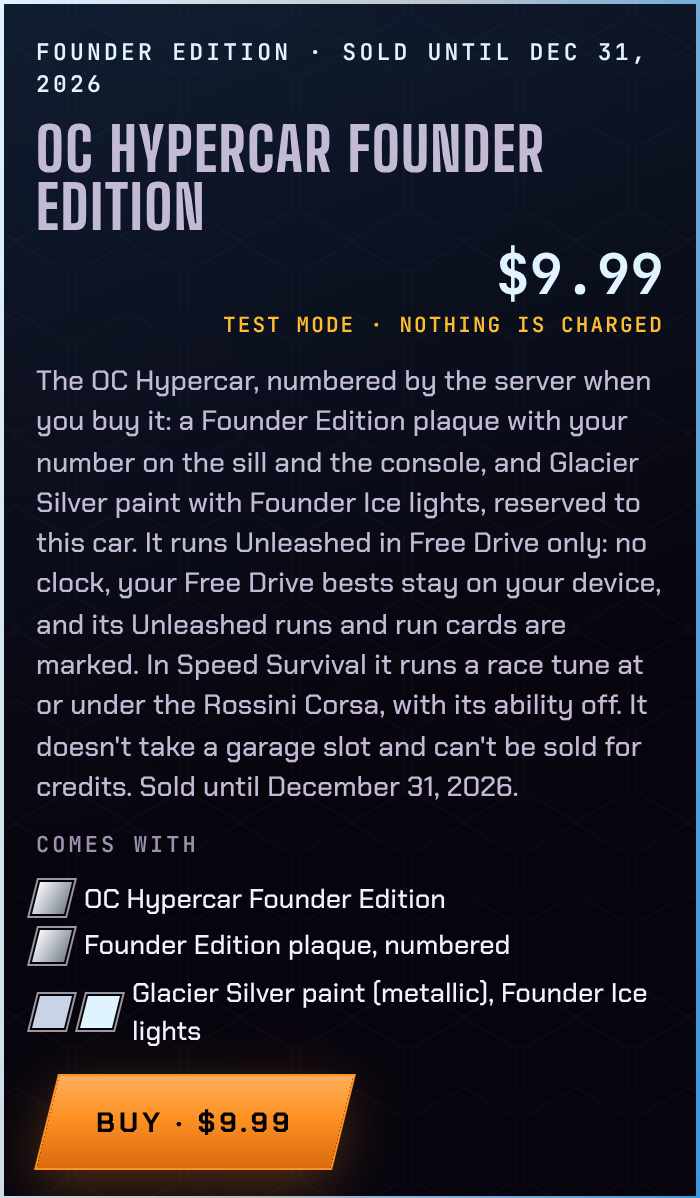 FOUNDER EDITION · SOLD UNTIL DEC 31,
2026
OC HYPERCAR FOUNDER
EDITION
$9.99
TEST MODE · NOTHING IS CHARGED
The OC Hypercar, numbered by the server when
you buy it: a Founder Edition plaque with your
number on the sill and the console, and Glacier
Silver paint with Founder Ice lights, reserved to
this car. It runs Unleashed in Free Drive only: no
clock, your Free Drive bests stay on your device,
and its Unleashed runs and run cards are
marked. In Speed Survival it runs a race tune at
or under the Rossini Corsa, with its ability off. It
doesn't take a garage slot and can't be sold for
credits. Sold until December 31, 2026.
COMES WITH
OC Hypercar Founder Edition
Founder Edition plaque, numbered
Glacier Silver paint (metallic), Founder Ice
lights
BUY · $9.99